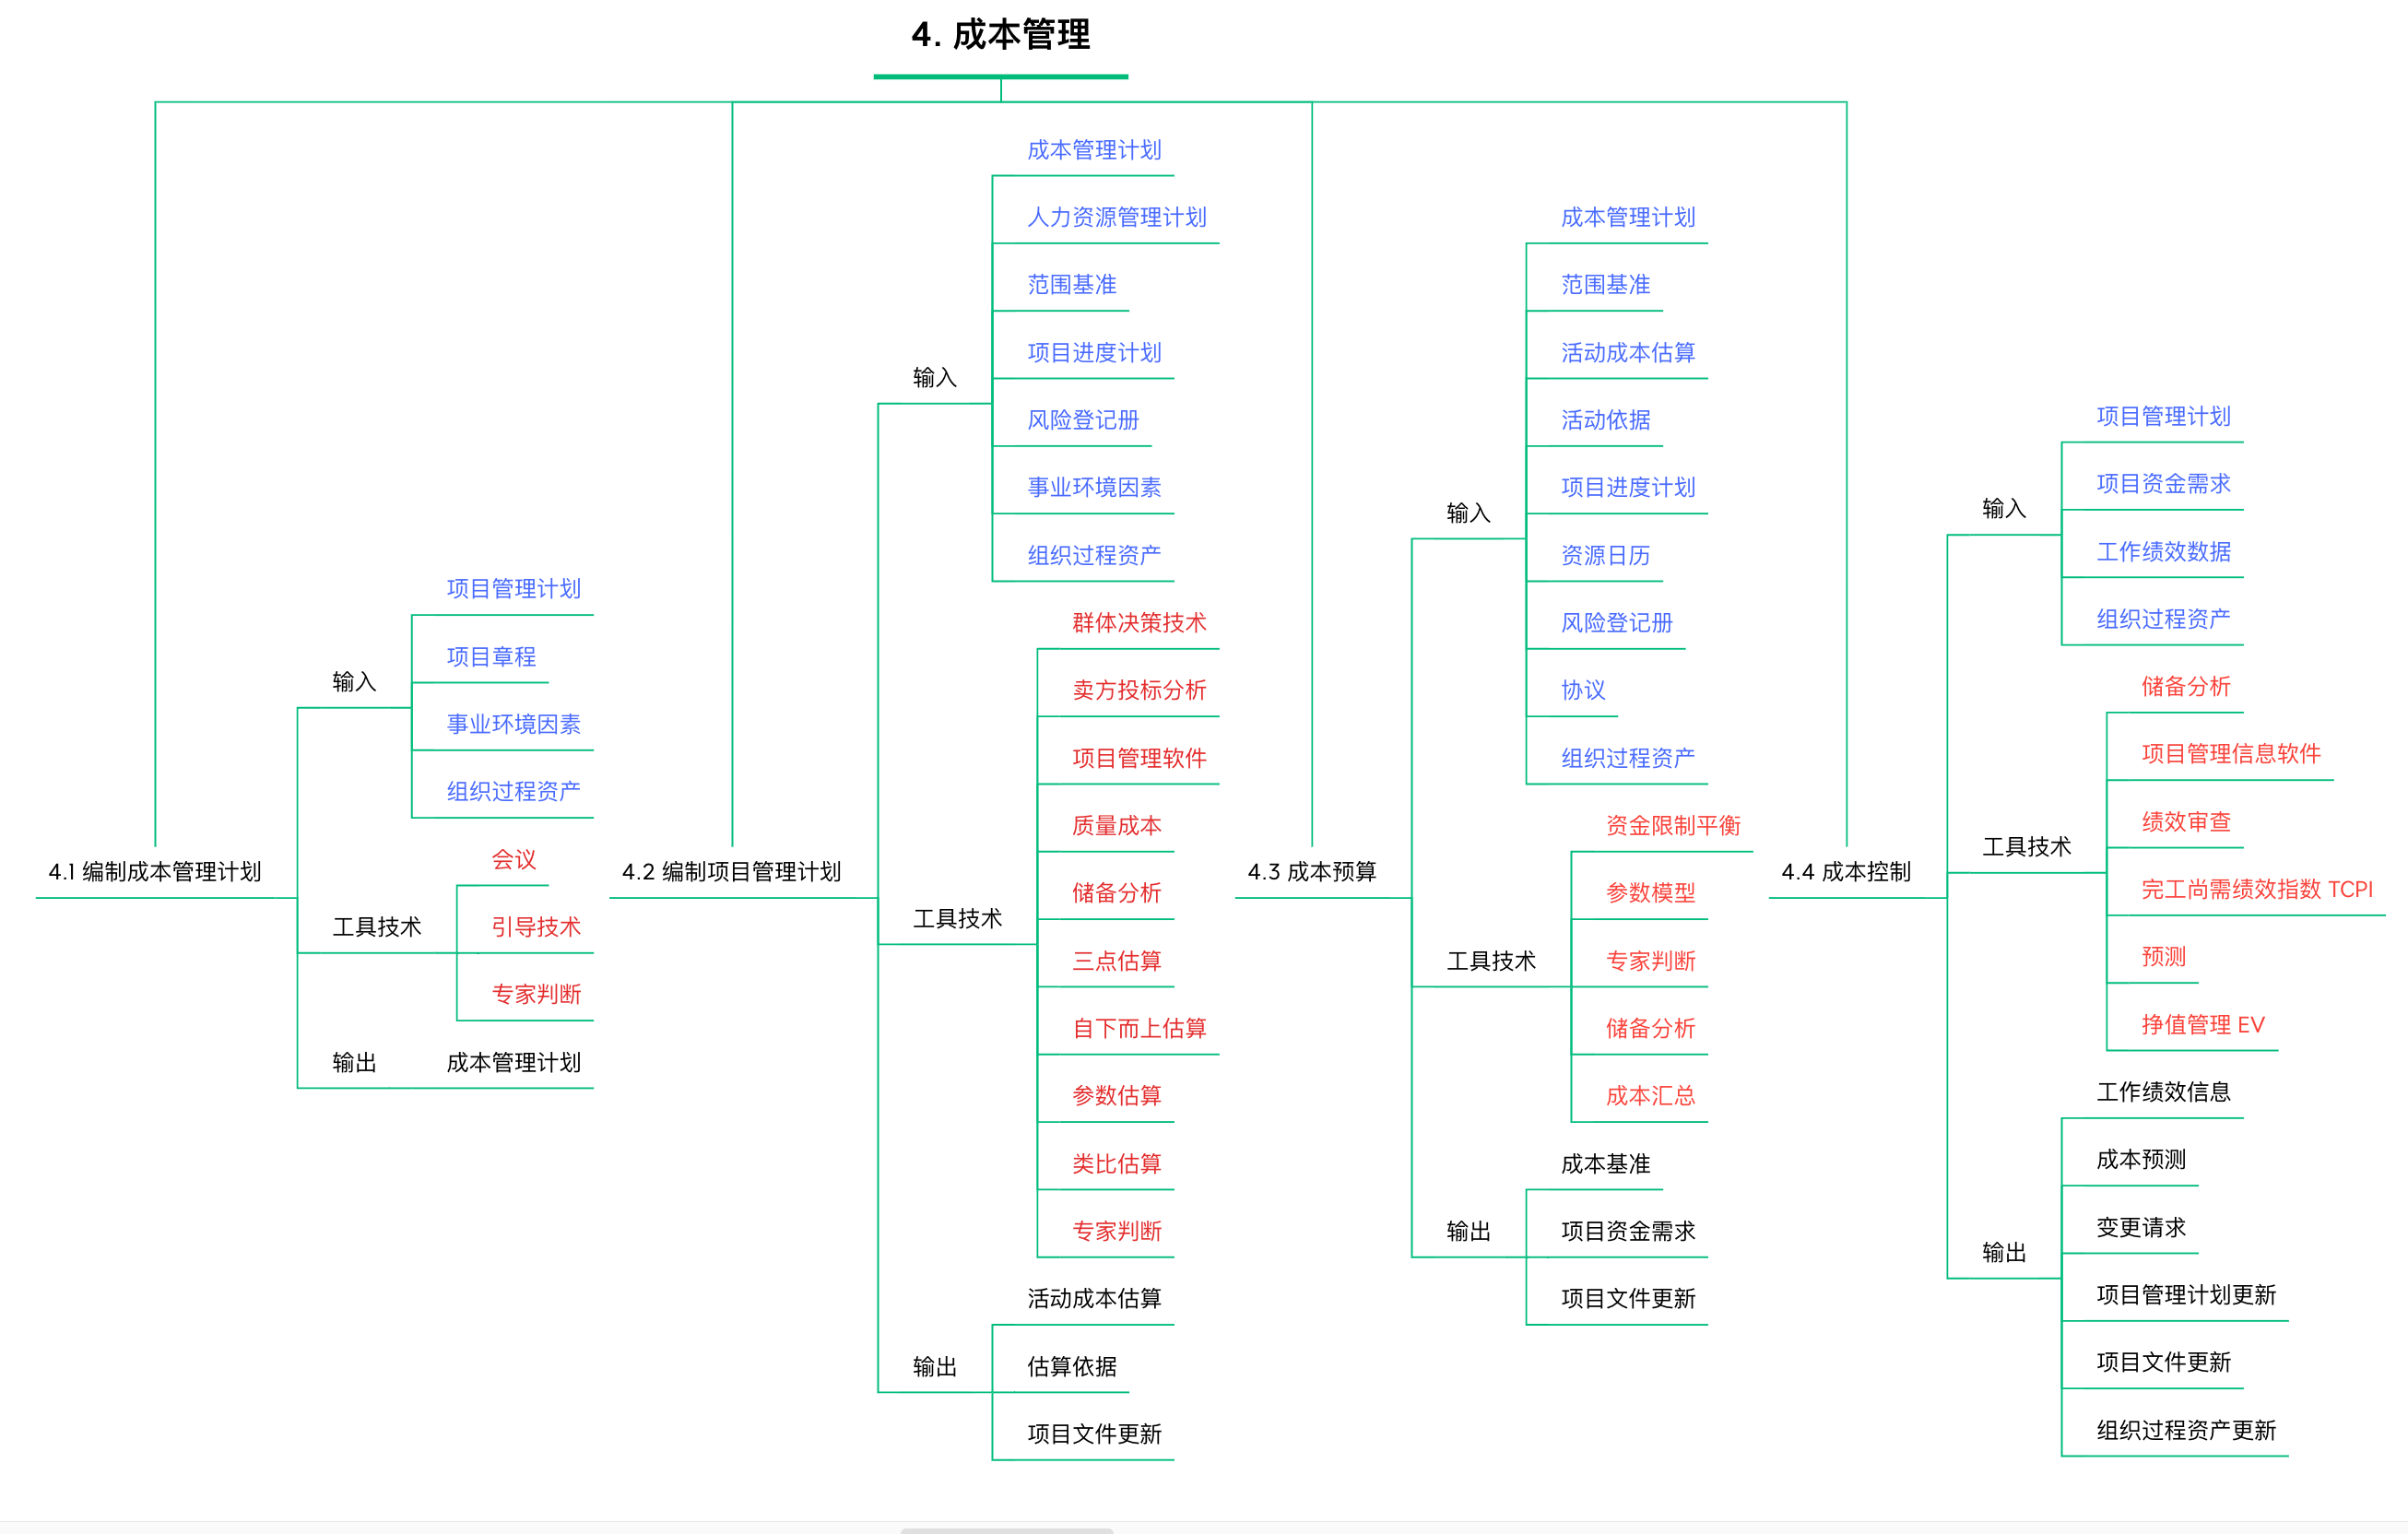 4. 成本管理
4.1 编制成本管理计划
输入
项目管理计划
项目章程
事业环境因素
组织过程资产
工具技术
会议
引导技术
专家判断
输出
成本管理计划
4.2 编制项目管理计划
输入
成本管理计划
人力资源管理计划
范围基准
项目进度计划
风险登记册
事业环境因素
组织过程资产
工具技术
群体决策技术
卖方投标分析
项目管理软件
质量成本
储备分析
三点估算
自下而上估算
参数估算
类比估算
专家判断
输出
活动成本估算
估算依据
项目文件更新
4.3 成本预算
输入
成本管理计划
范围基准
活动成本估算
活动依据
项目进度计划
资源日历
风险登记册
协议
组织过程资产
工具技术
资金限制平衡
参数模型
专家判断
储备分析
成本汇总
输出
成本基准
项目资金需求
项目文件更新
4.4 成本控制
输入
项目管理计划
项目资金需求
工作绩效数据
组织过程资产
工具技术
储备分析
项目管理信息软件
绩效审查
完工尚需绩效指数 TCPI
预测
挣值管理 EV
输出
工作绩效信息
成本预测
变更请求
项目管理计划更新
项目文件更新
组织过程资产更新